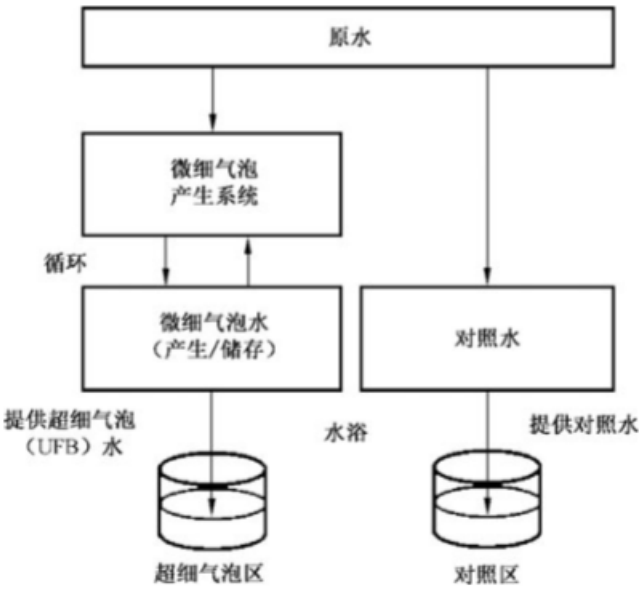 原水
微细气泡
产生系统
循环
微细气泡水
（产生/储存）
对照水
提供超细气泡
（UFB）水
水浴
提供对照水
超细气泡区
对照区